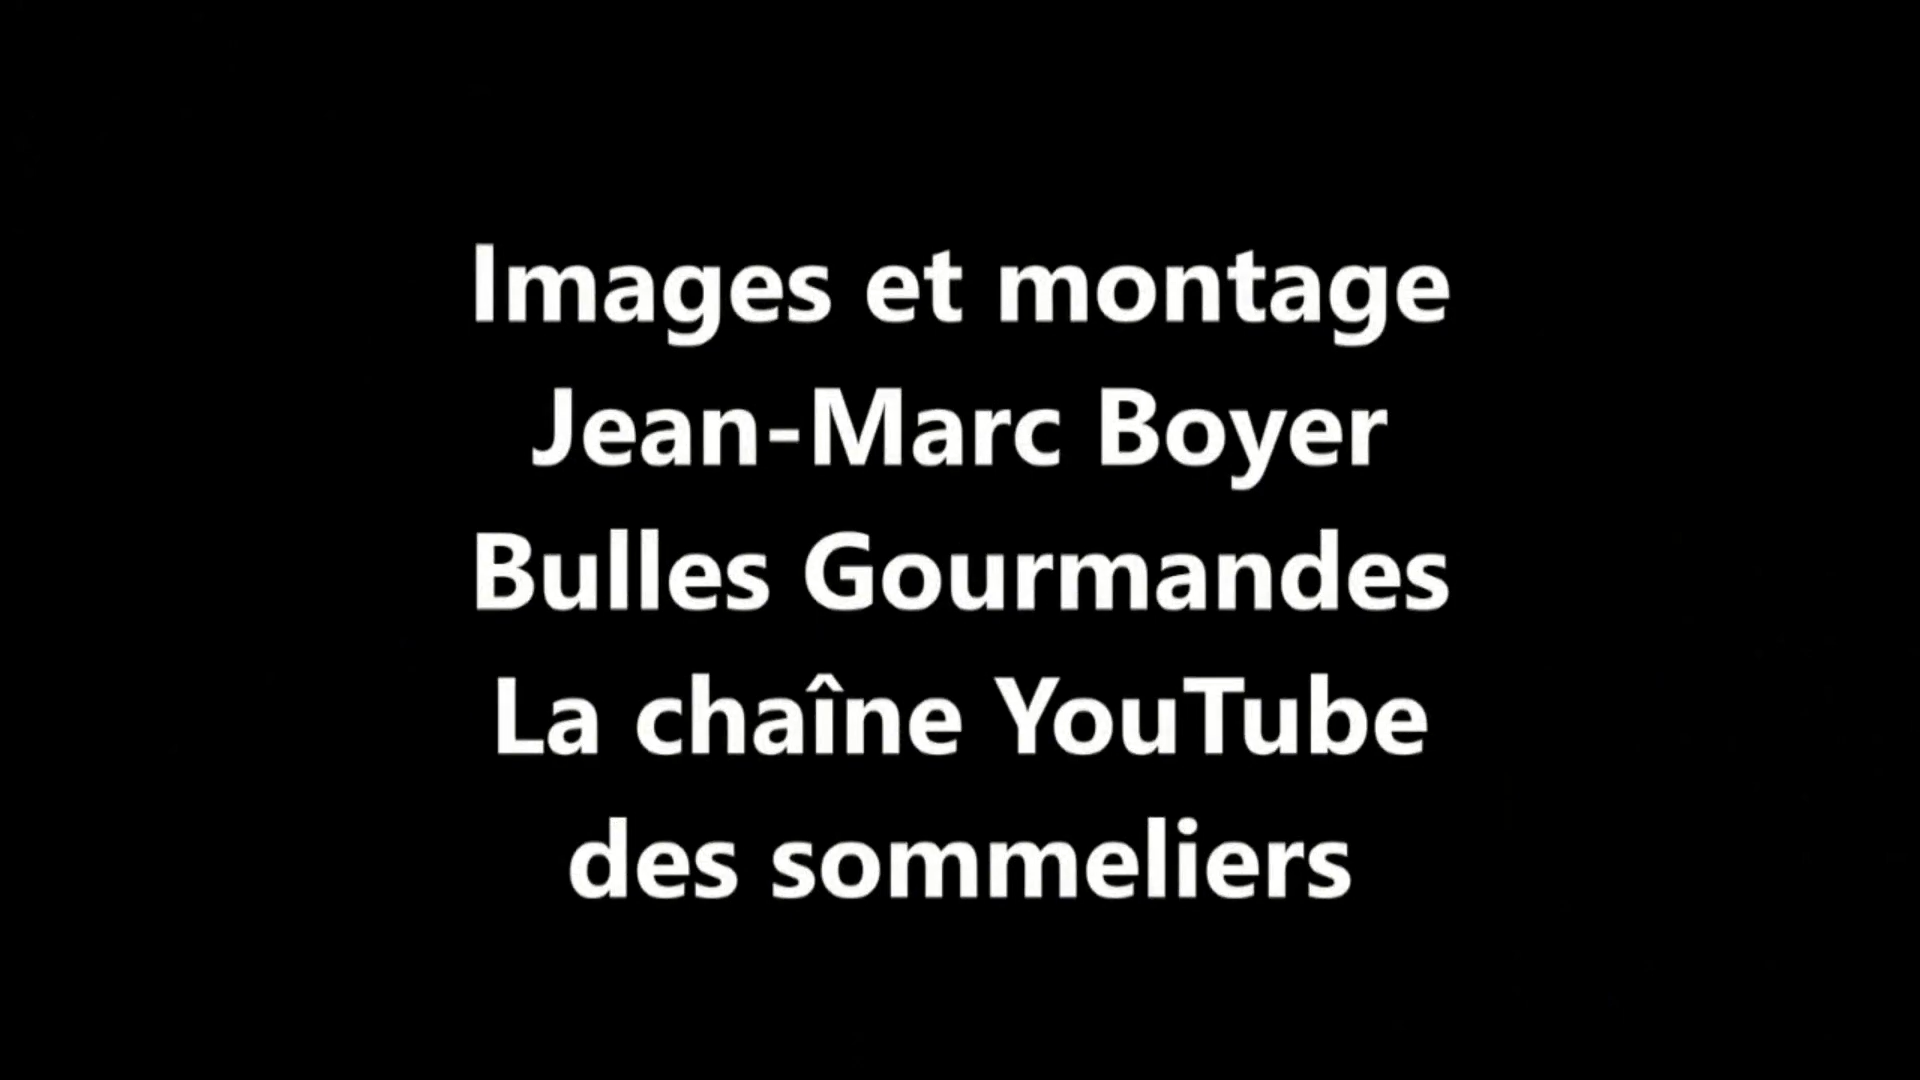 Images et montage
Jean-Marc Boyer
Bulles Gourmandes
La chaîne YouTube
des sommeliers